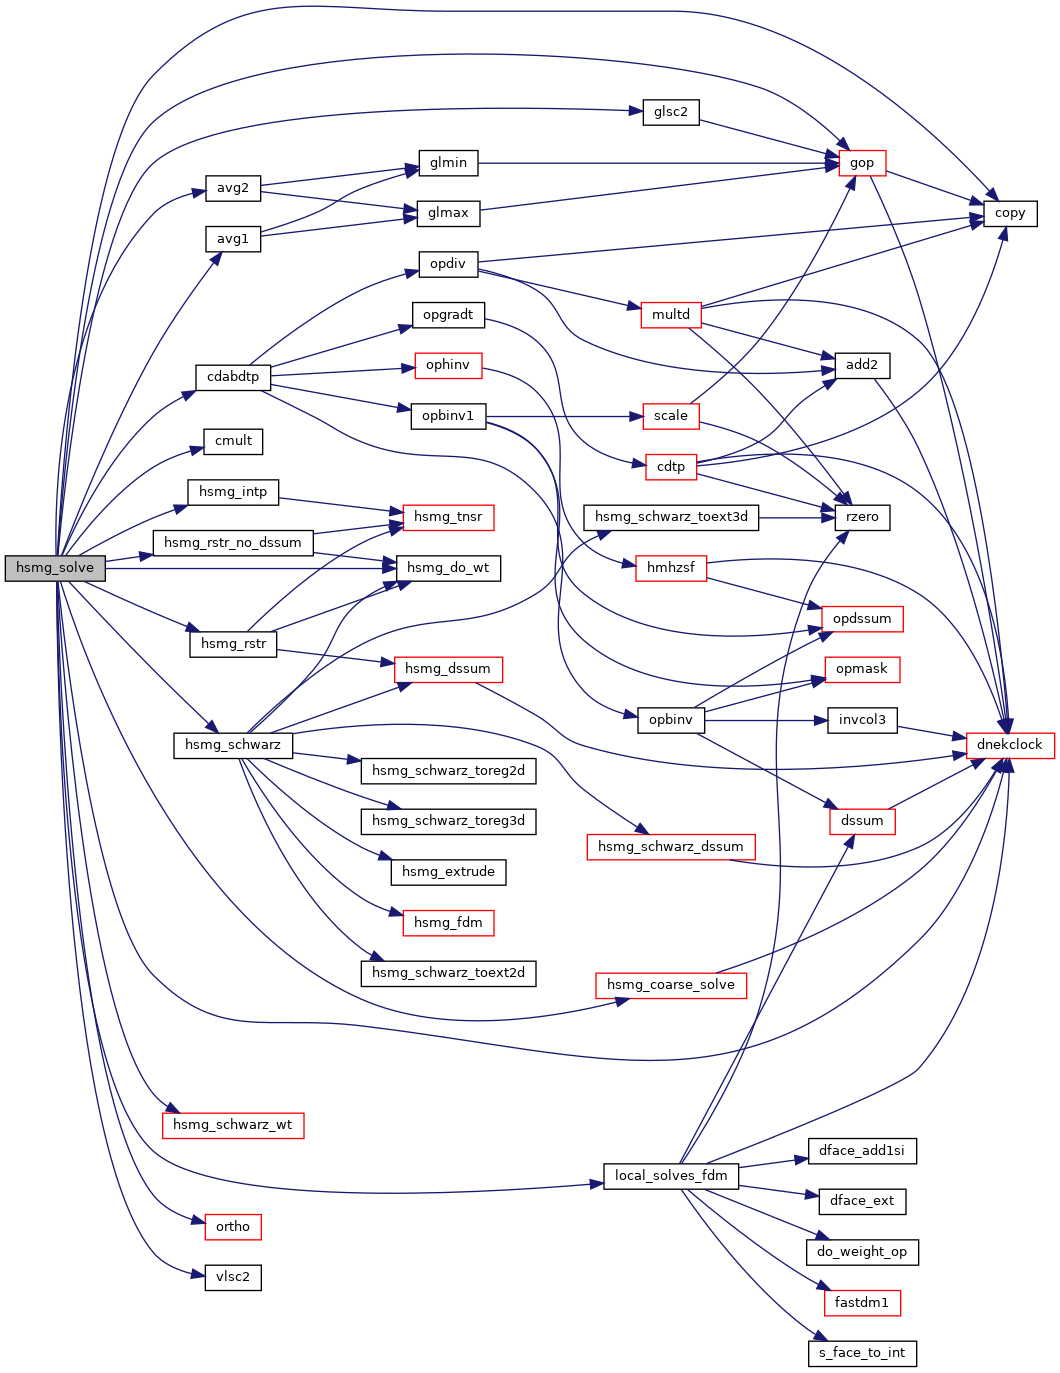 glsc2
glmin
gop
avg2
glmax
copy
avg1
opdiv
opgradt
multd
add2
ophinv
cdabdtp
opbinv1
scale
cmult
cdtp
hsmg_intp
hsmg_tnsr
hsmg_schwarz_toext3d
rzero
hsmg_rstr_no_dssum
hsmg_solve
hsmg_do_wt
hmhzsf
opdssum
hsmg_rstr
hsmg_dssum
opmask
opbinv
invcol3
hsmg_schwarz
dnekclock
hsmg_schwarz_toreg2d
hsmg_schwarz_toreg3d
dssum
hsmg_schwarz_dssum
hsmg_extrude
hsmg_fdm
hsmg_schwarz_toext2d
hsmg_coarse_solve
hsmg_schwarz_wt
dface_add1si
local_solves_fdm
dface_ext
ortho
do_weight_op
vlsc2
fastdm1
s_face_to_int